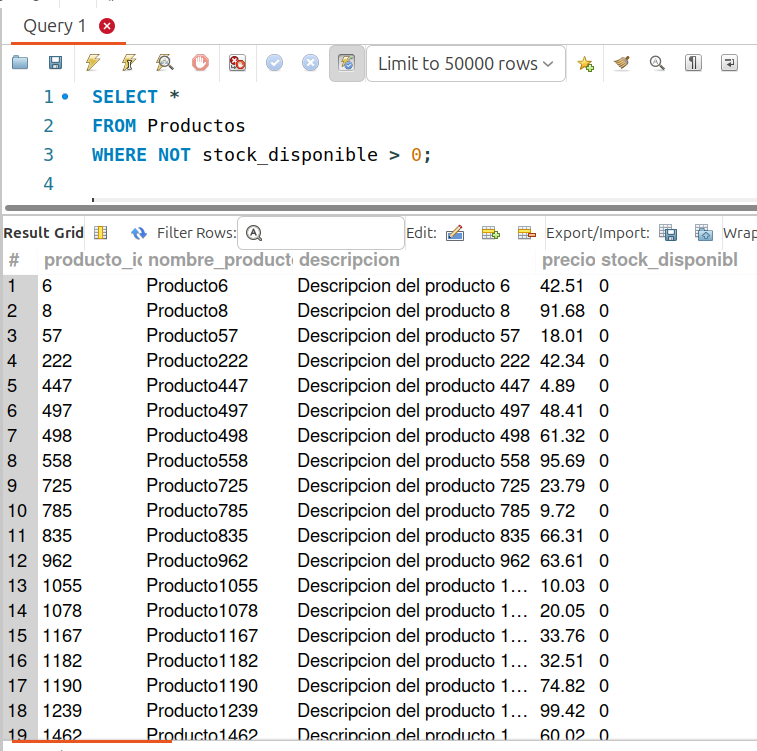 Query 1
Limit to 50000 rows
1 SELECT *
2 FROM Productos
3 WHERE NOT stock_disponible > 0;
4
Result Grid Filter Rows: Edit: Export/Import: Wrap
# producto_id nombre_producto descripcion precio stock_disponibl
1 6 Producto6 Descripcion del producto 6 42.51 0
2 8 Producto8 Descripcion del producto 8 91.68 0
3 57 Producto57 Descripcion del producto 57 18.01 0
4 222 Producto222 Descripcion del producto 222 42.34 0
5 447 Producto447 Descripcion del producto 447 4.89 0
6 497 Producto497 Descripcion del producto 497 48.41 0
7 498 Producto498 Descripcion del producto 498 61.32 0
8 558 Producto558 Descripcion del producto 558 95.69 0
9 725 Producto725 Descripcion del producto 725 23.79 0
10 785 Producto785 Descripcion del producto 785 9.72 0
11 835 Producto835 Descripcion del producto 835 66.31 0
12 962 Producto962 Descripcion del producto 962 63.61 0
13 1055 Producto1055 Descripcion del producto 1... 10.03 0
14 1078 Producto1078 Descripcion del producto 1... 20.05 0
15 1167 Producto1167 Descripcion del producto 1... 33.76 0
16 1182 Producto1182 Descripcion del producto 1... 32.51 0
17 1190 Producto1190 Descripcion del producto 1... 74.82 0
18 1239 Producto1239 Descripcion del producto 1... 99.42 0
19 1462 Producto1462 Descripcion del producto 1... 60.02 0